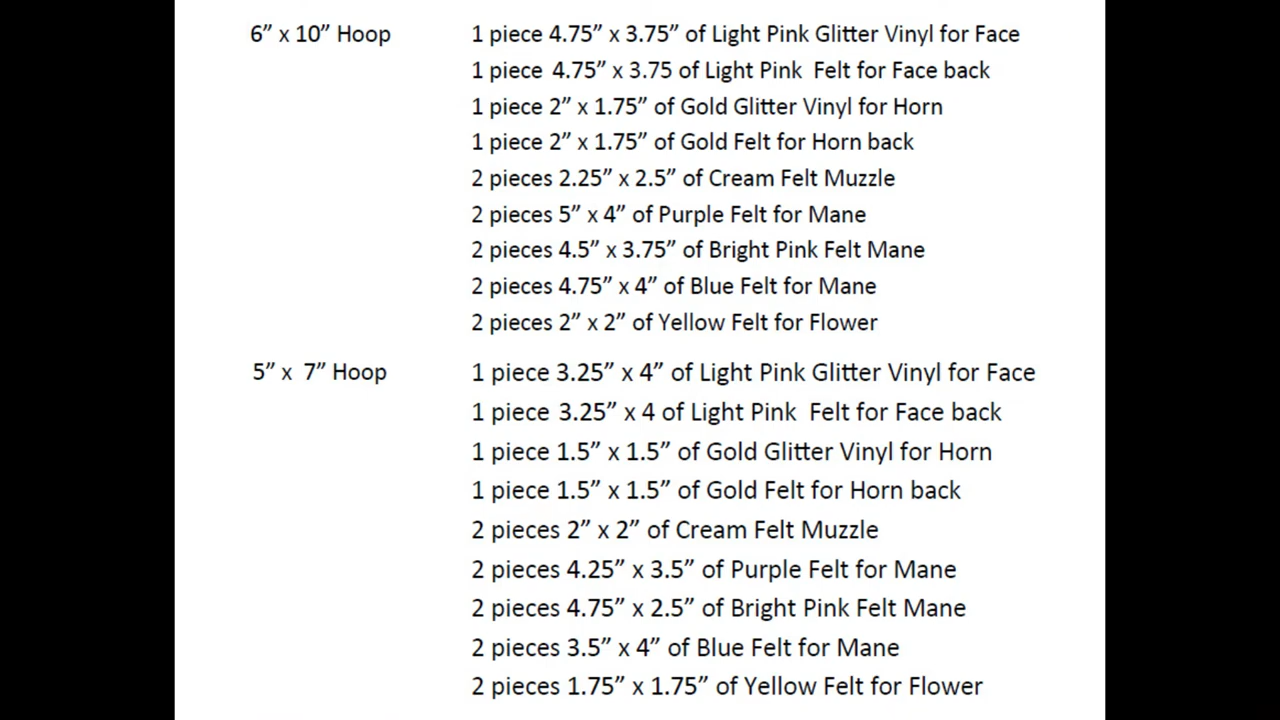 6” x 10” Hoop 1 piece 4.75” x 3.75” of Light Pink Glitter Vinyl for Face
1 piece 4.75” x 3.75 of Light Pink Felt for Face back
1 piece 2” x 1.75” of Gold Glitter Vinyl for Horn
1 piece 2” x 1.75” of Gold Felt for Horn back
2 pieces 2.25” x 2.5” of Cream Felt Muzzle
2 pieces 5” x 4” of Purple Felt for Mane
2 pieces 4.5” x 3.75” of Bright Pink Felt Mane
2 pieces 4.75” x 4” of Blue Felt for Mane
2 pieces 2” x 2” of Yellow Felt for Flower
5” x 7” Hoop 1 piece 3.25” x 4” of Light Pink Glitter Vinyl for Face
1 piece 3.25” x 4 of Light Pink Felt for Face back
1 piece 1.5” x 1.5” of Gold Glitter Vinyl for Horn
1 piece 1.5” x 1.5” of Gold Felt for Horn back
2 pieces 2” x 2” of Cream Felt Muzzle
2 pieces 4.25” x 3.5” of Purple Felt for Mane
2 pieces 4.75” x 2.5” of Bright Pink Felt Mane
2 pieces 3.5” x 4” of Blue Felt for Mane
2 pieces 1.75” x 1.75” of Yellow Felt for Flower